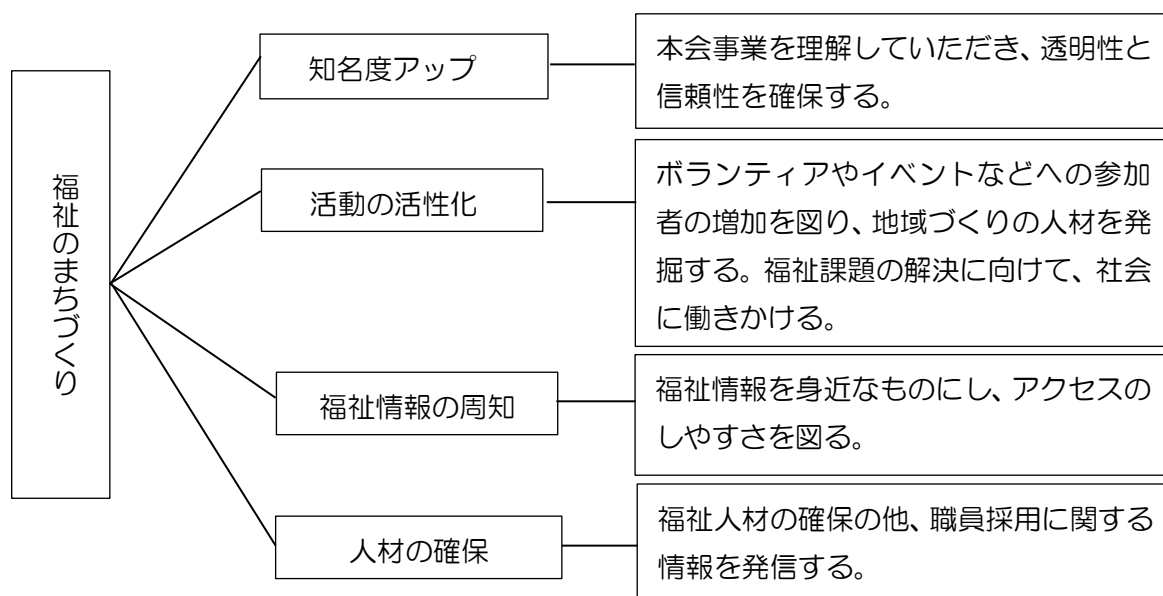 福祉のまちづくり
知名度アップ
本会事業を理解していただき、透明性と
信頼性を確保する。
活動の活性化
ボランティアやイベントなどへの参加
者の増加を図り、地域づくりの人材を発
掘する。福祉課題の解決に向けて、社会
に働きかける。
福祉情報の周知
福祉情報を身近なものにし、アクセスの
しやすさを図る。
人材の確保
福祉人材の確保の他、職員採用に関する
情報を発信する。